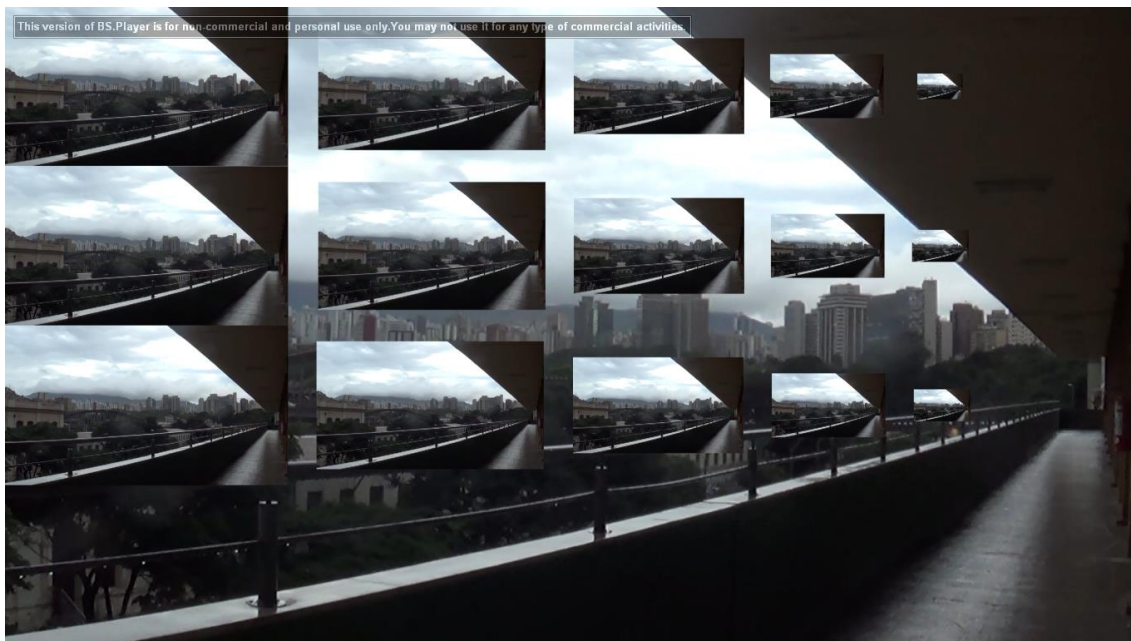 This version of BS.Player is for non-commercial and personal use only.You may not use it for any type of commercial activities.